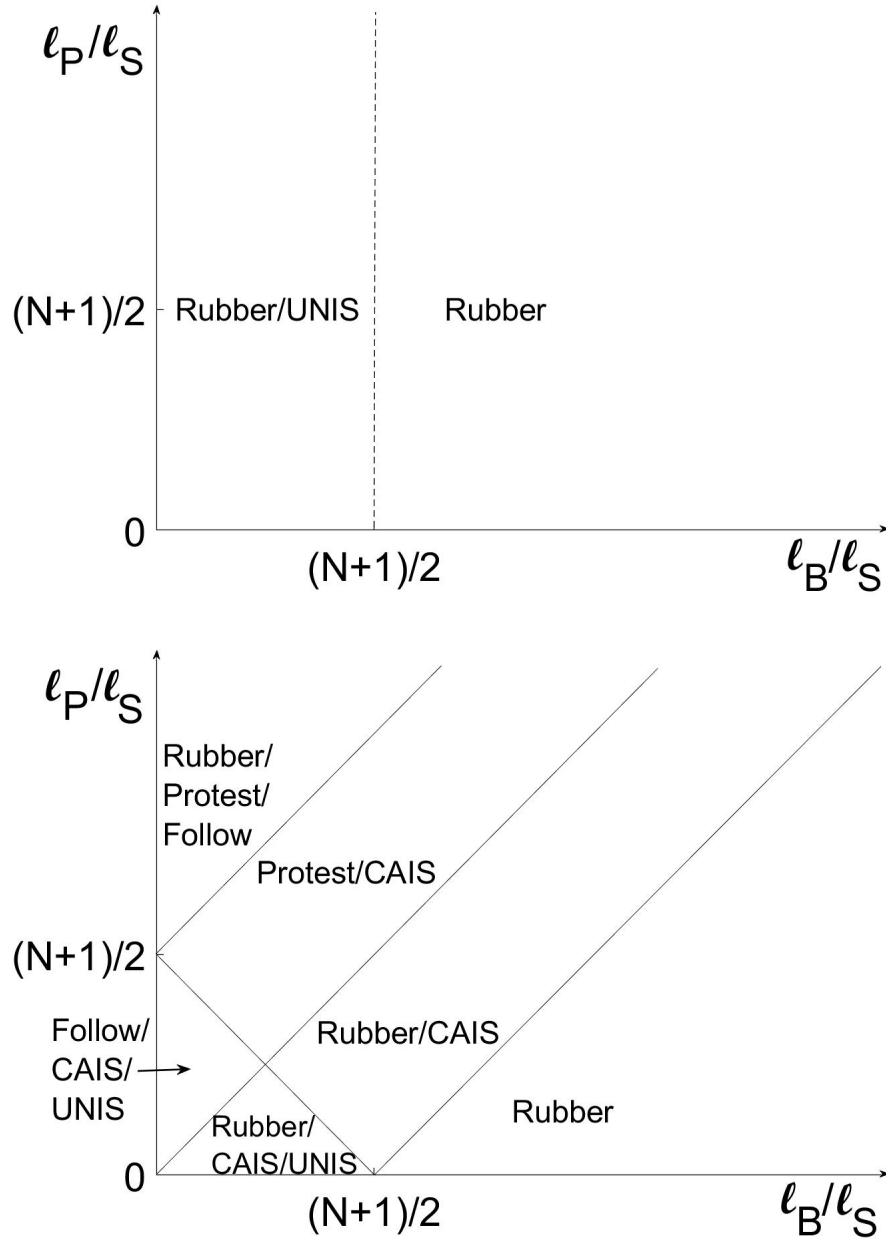 ℓP/ℓS
(N+1)/2
Rubber/UNIS
Rubber
0
(N+1)/2
ℓB/ℓS
ℓP/ℓS
Rubber/
Protest/
Follow
Protest/CAIS
(N+1)/2
Follow/
CAIS/
UNIS
Rubber/CAIS
Rubber
Rubber/
CAIS/UNIS
0
(N+1)/2
ℓB/ℓS